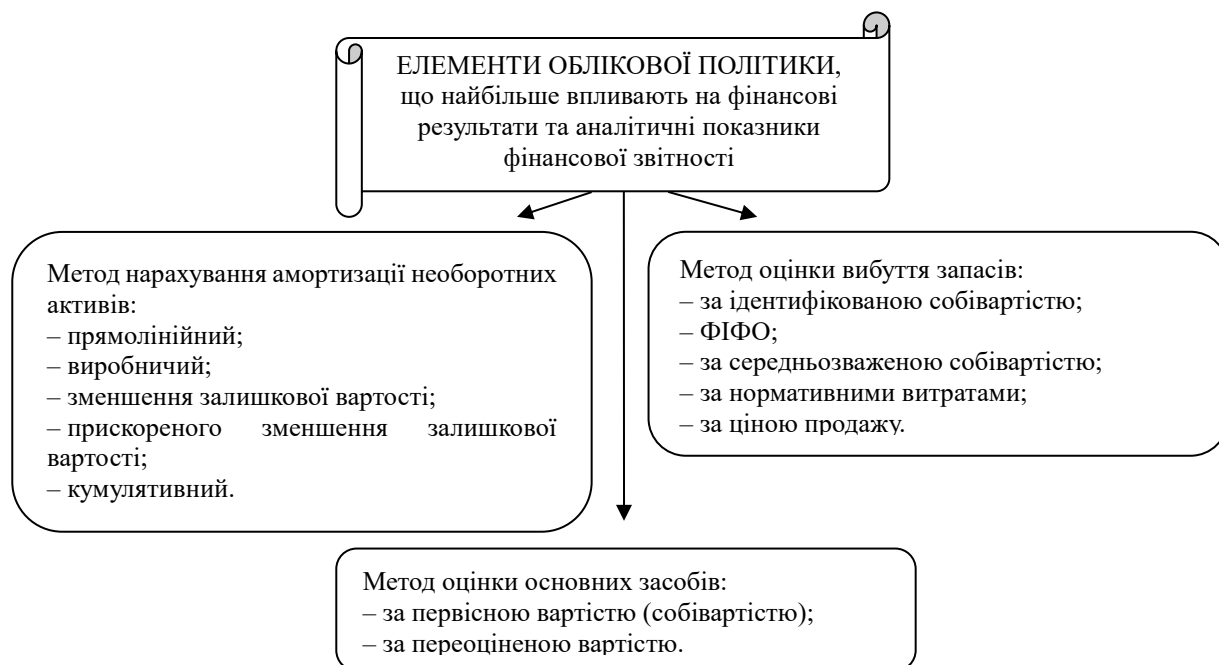 ЕЛЕМЕНТИ ОБЛІКОВОЇ ПОЛІТИКИ,
що найбільше впливають на фінансові
результати та аналітичні показники
фінансової звітності
Метод нарахування амортизації необоротних
активів:
– прямолінійний;
– виробничий;
– зменшення залишкової вартості;
– прискореного зменшення залишкової
вартості;
– кумулятивний.
Метод оцінки вибуття запасів:
– за ідентифікованою собівартістю;
– ФІФО;
– за середньозваженою собівартістю;
– за нормативними витратами;
– за ціною продажу.
Метод оцінки основних засобів:
– за первісною вартістю (собівартістю);
– за переоціненою вартістю.